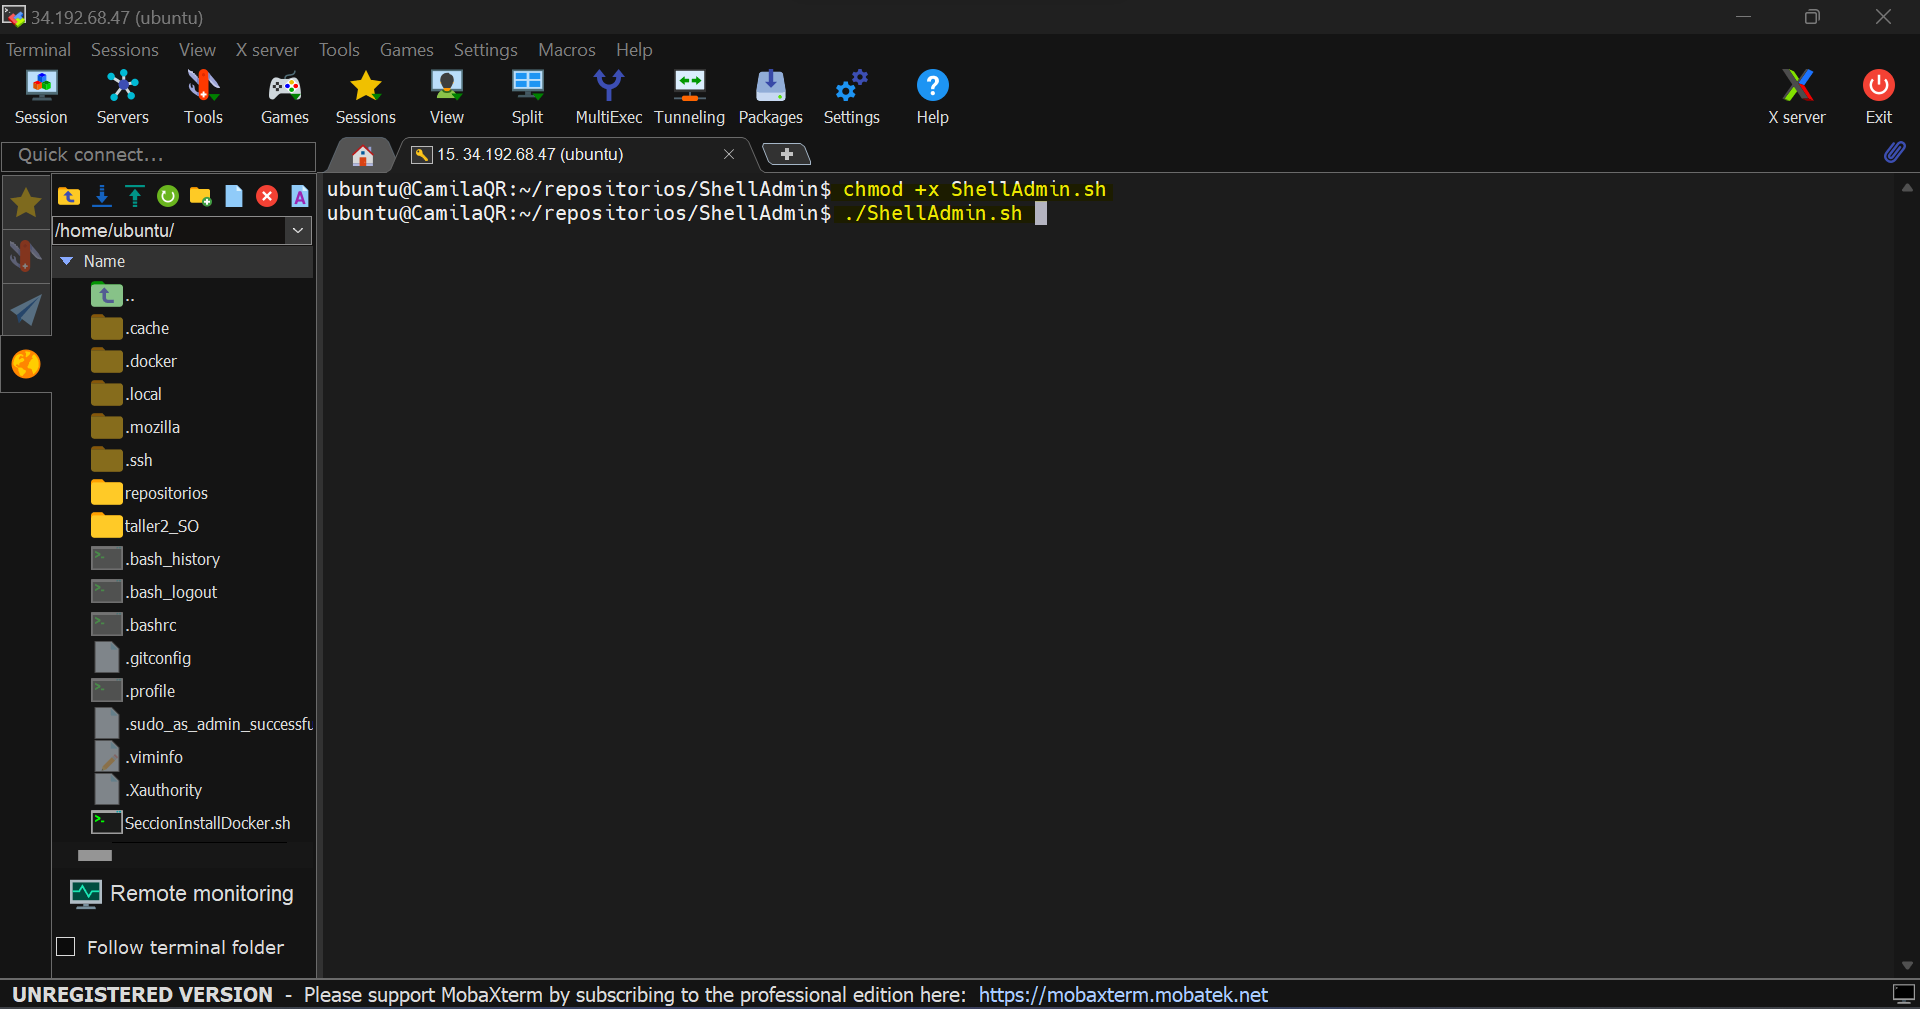 34.192.68.47 (ubuntu)
Terminal Sessions View X server Tools Games Settings Macros Help
Session Servers Tools Games Sessions View Split MultiExec Tunneling Packages Settings Help X server Exit
Quick connect...
15. 34.192.68.47 (ubuntu)
ubuntu@CamilaQR:~/repositorios/ShellAdmin$ chmod +x ShellAdmin.sh
ubuntu@CamilaQR:~/repositorios/ShellAdmin$ ./ShellAdmin.sh
/home/ubuntu/
Name
..
.cache
.docker
.local
.mozilla
.ssh
repositorios
taller2_SO
.bash_history
.bash_logout
.bashrc
.gitconfig
.profile
.sudo_as_admin_successfu
.viminfo
.Xauthority
SeccionInstallDocker.sh
Remote monitoring
Follow terminal folder
UNREGISTERED VERSION - Please support MobaXterm by subscribing to the professional edition here: https://mobaxterm.mobatek.net